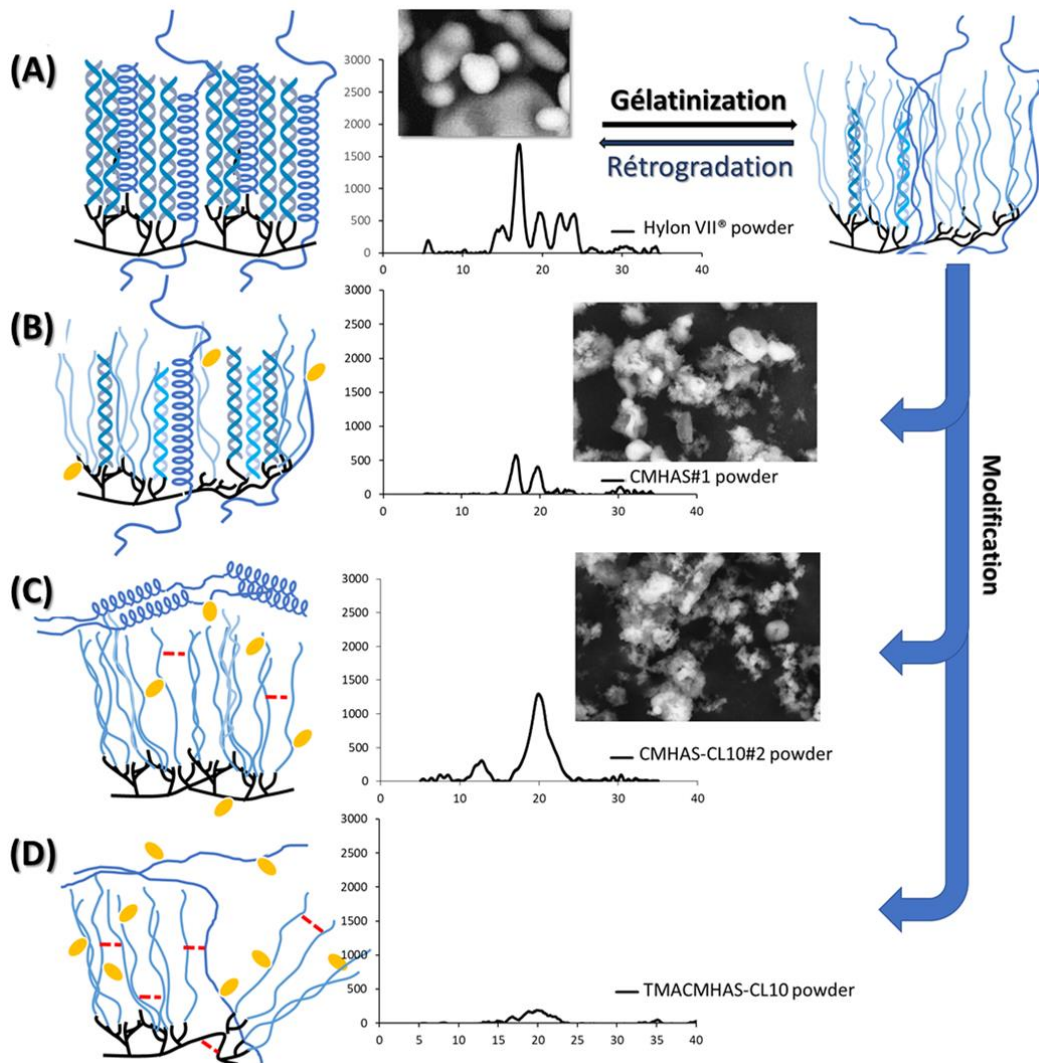 (A)
3000
2500
2000
1500
1000
500
0
0 10 20 30 40
Hylon VII® powder
Gélatinization
Rétrogradation
(B)
3000
2500
2000
1500
1000
500
0
0 10 20 30 40
CMHAS#1 powder
Modification
(C)
3000
2500
2000
1500
1000
500
0
0 10 20 30 40
CMHAS-CL10#2 powder
(D)
3000
2500
2000
1500
1000
500
0
0 5 10 15 20 25 30 35 40
TMACMHAS-CL10 powder